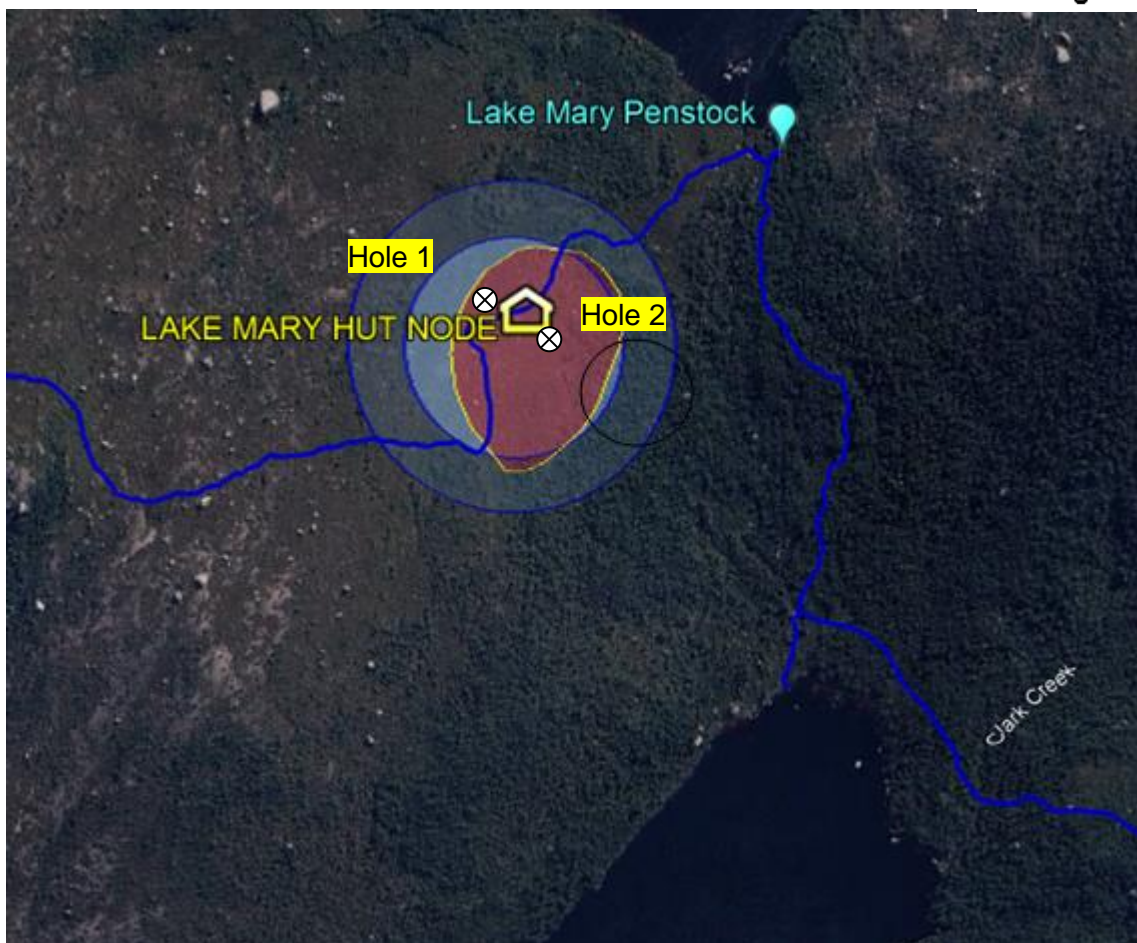 Lake Mary Penstock
Hole 1
Hole 2
LAKE MARY HUT NODE
Clark Creek